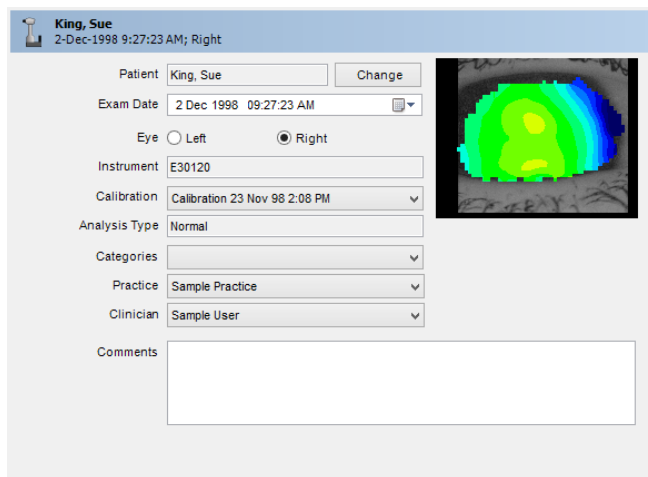 King, Sue
2-Dec-1998 9:27:23 AM; Right
Patient King, Sue Change
Exam Date 2 Dec 1998 09:27:23 AM
Eye Left Right
Instrument E30120
Calibration Calibration 23 Nov 98 2:08 PM
Analysis Type Normal
Categories
Practice Sample Practice
Clinician Sample User
Comments